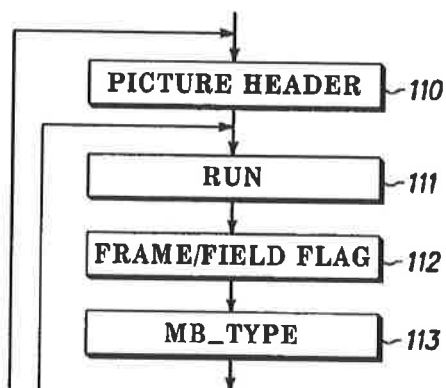 PICTURE HEADER 110
RUN 111
FRAME/FIELD FLAG 112
MB_TYPE 113